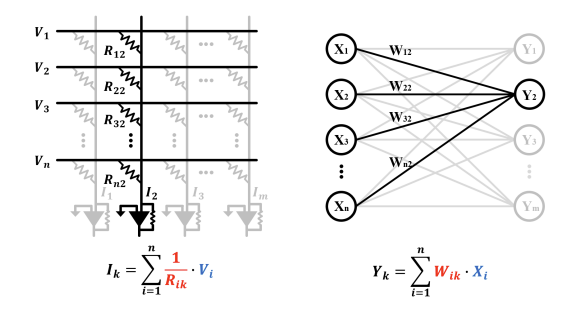 V1
R12
V2
R22
V3
R32
Vn
Rn2
I1 I2 I3 Im
X1 W12 Y1
X2 W22 Y2
X3 W32 Y3
Wn2
Xn Ym
Ik = ∑ i=1 n 1/Rik · Vi
Yk = ∑ i=1 n Wik · Xi